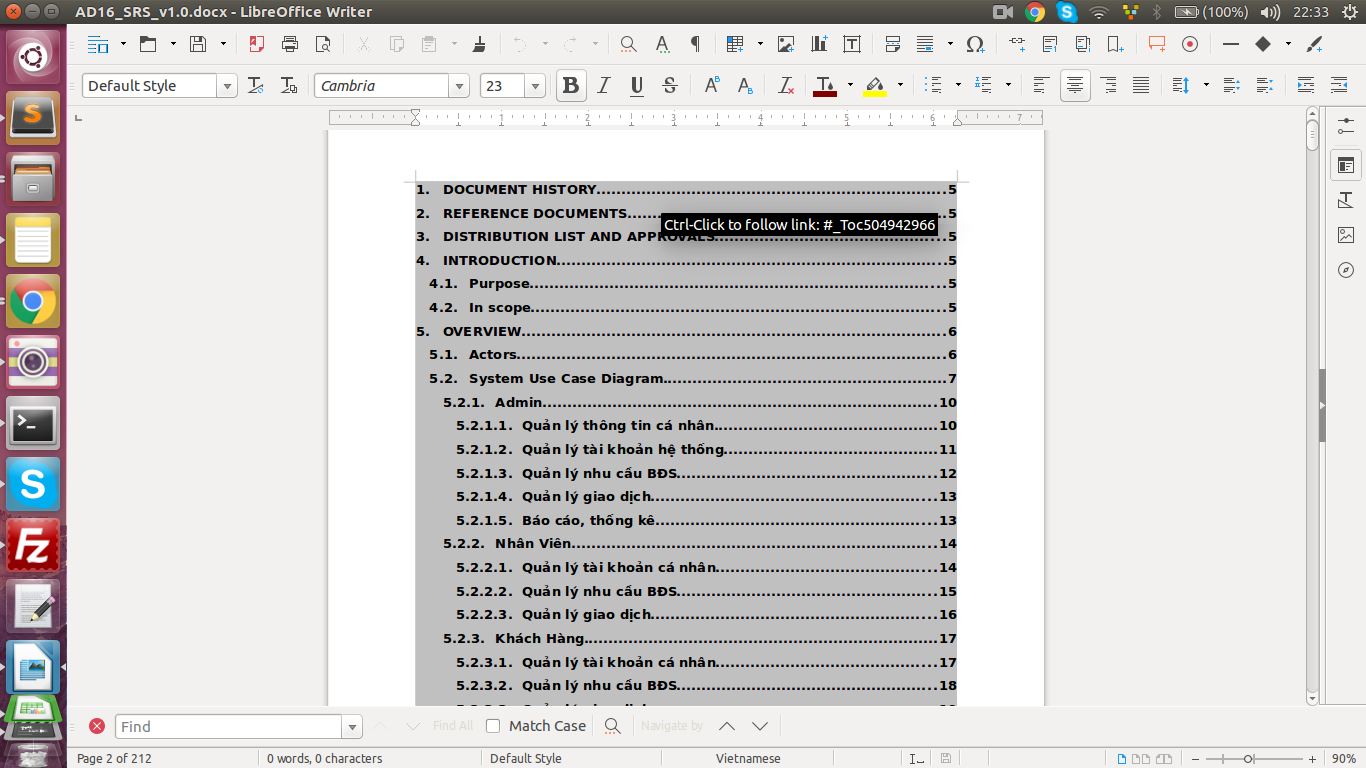 AD16_SRS_v1.0.docx - LibreOffice Writer
(100%)
22:33
Default Style
Cambria
23
1 2 3 4 5 6 7
1. DOCUMENT HISTORY 5
2. REFERENCE DOCUMENTS 5
Ctrl-Click to follow link: #_Toc504942966
3. DISTRIBUTION LIST AND APPROVALS 5
4. INTRODUCTION 5
4.1. Purpose 5
4.2. In scope 5
5. OVERVIEW 6
5.1. Actors 6
5.2. System Use Case Diagram 7
5.2.1. Admin 10
5.2.1.1. Quản lý thông tin cá nhân 10
5.2.1.2. Quản lý tài khoản hệ thống 11
5.2.1.3. Quản lý nhu cầu BĐS 12
5.2.1.4. Quản lý giao dịch 13
5.2.1.5. Báo cáo, thống kê 13
5.2.2. Nhân Viên 14
5.2.2.1. Quản lý tài khoản cá nhân 14
5.2.2.2. Quản lý nhu cầu BĐS 15
5.2.2.3. Quản lý giao dịch 16
5.2.3. Khách Hàng 17
5.2.3.1. Quản lý tài khoản cá nhân 17
5.2.3.2. Quản lý nhu cầu BĐS 18
Find
Find All
Match Case
Navigate by
Page 2 of 212
0 words, 0 characters
Default Style
Vietnamese
90%